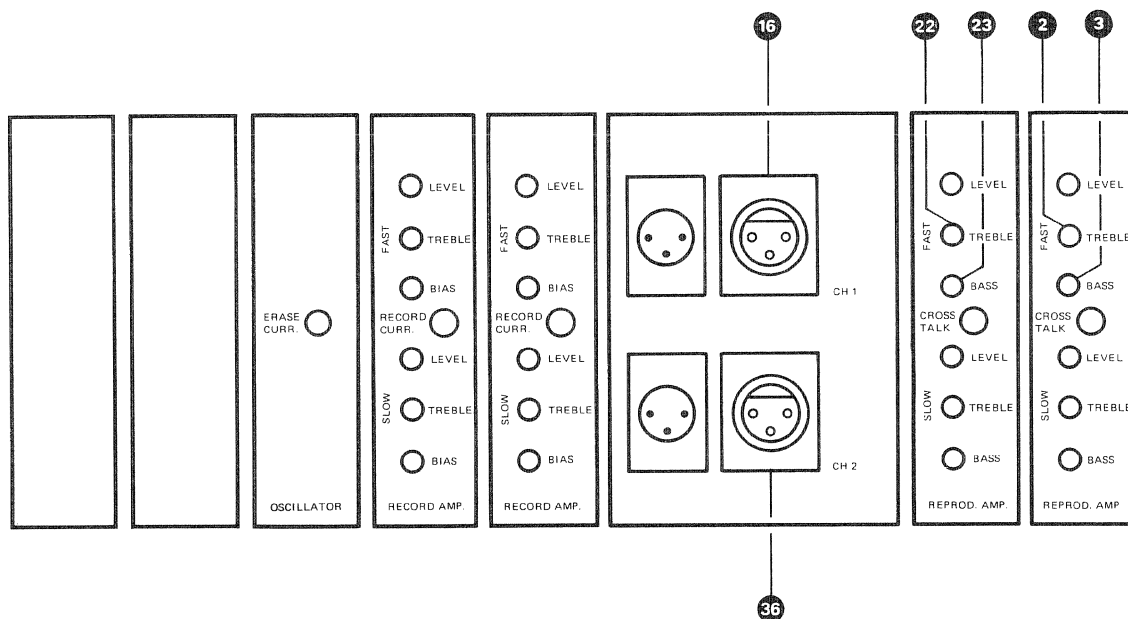 16 22 23 2 3
ERASE CURR.
OSCILLATOR
LEVEL
FAST
TREBLE
BIAS
RECORD CURR.
LEVEL
SLOW
TREBLE
BIAS
RECORD AMP.
LEVEL
FAST
TREBLE
BIAS
RECORD CURR.
LEVEL
SLOW
TREBLE
BIAS
RECORD AMP.
CH 1
CH 2
LEVEL
FAST
TREBLE
BASS
CROSS TALK
LEVEL
SLOW
TREBLE
BASS
REPROD. AMP.
LEVEL
FAST
TREBLE
BASS
CROSS TALK
LEVEL
SLOW
TREBLE
BASS
REPROD. AMP
36